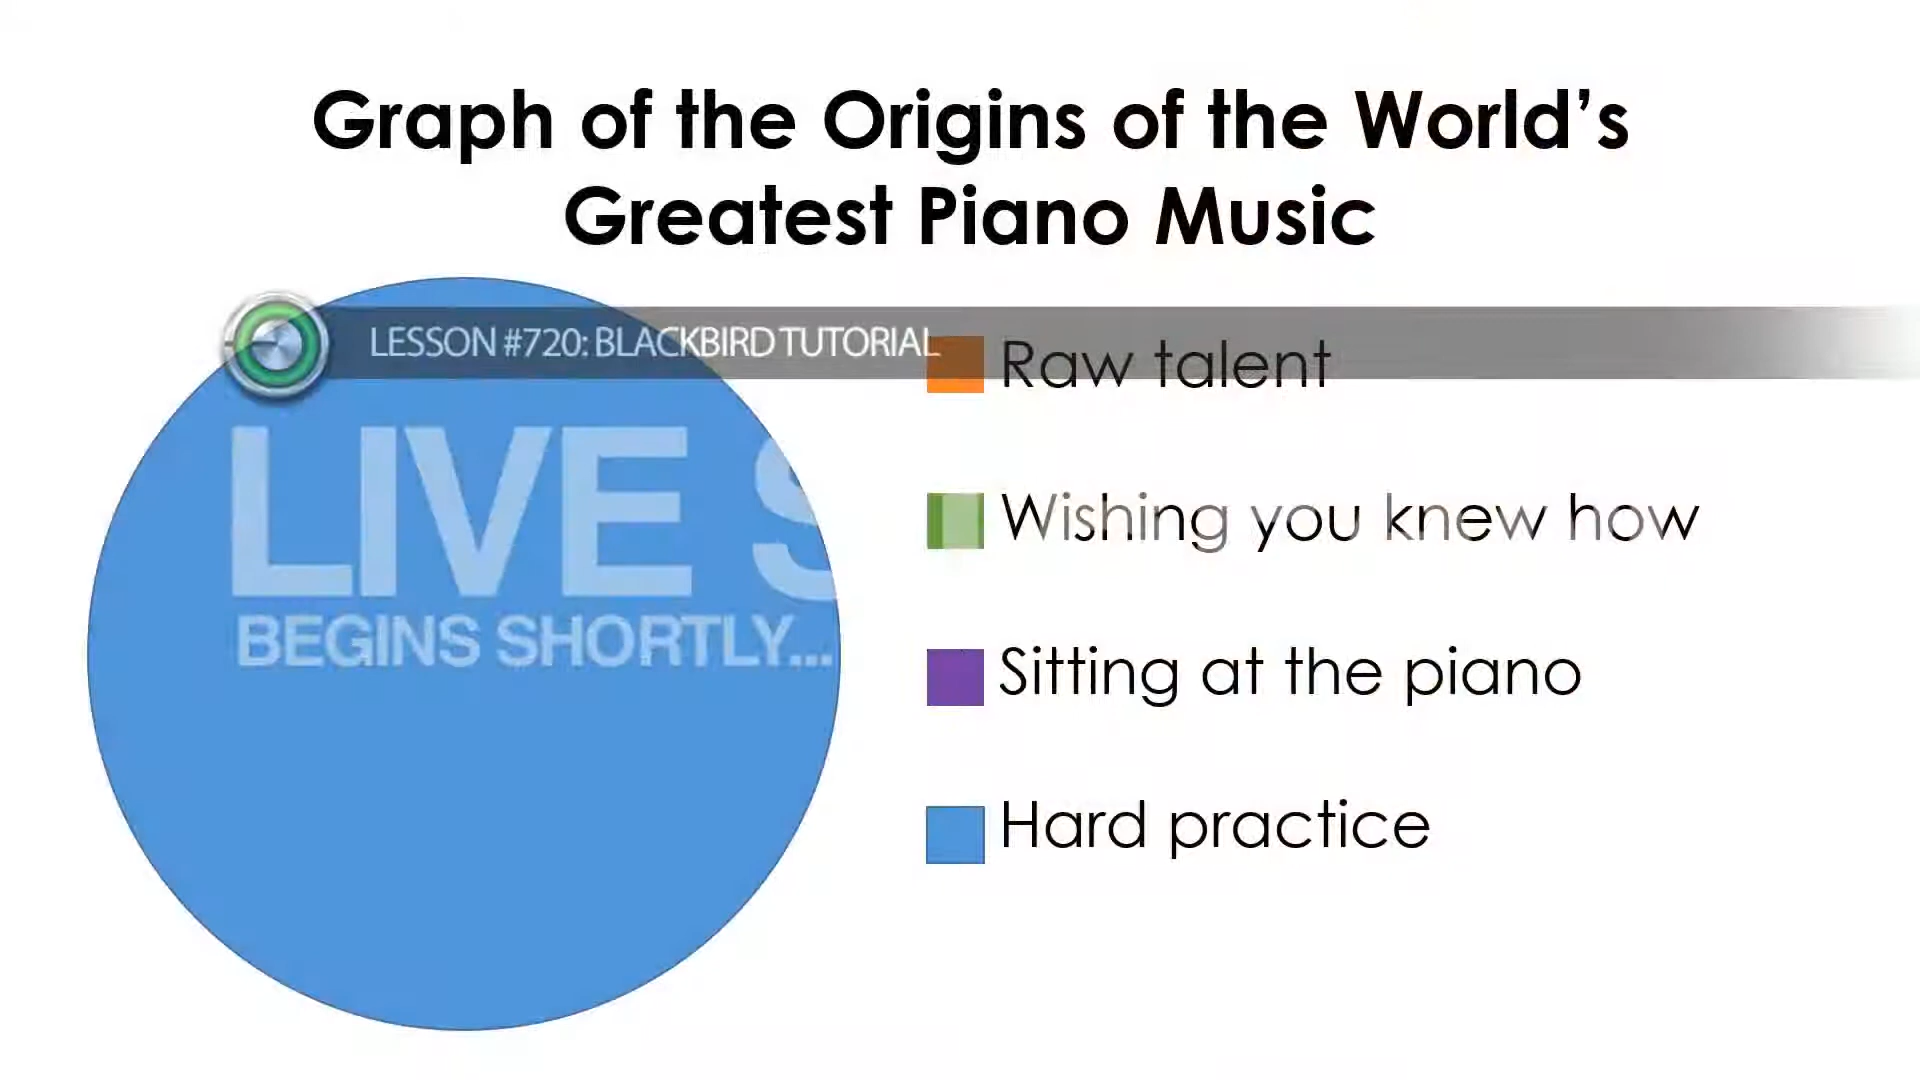 Graph of the Origins of the World’s
Greatest Piano Music
LESSON #720: BLACKBIRD TUTORIAL
Raw talent
LIVE S
BEGINS SHORTLY...
Wishing you knew how
Sitting at the piano
Hard practice